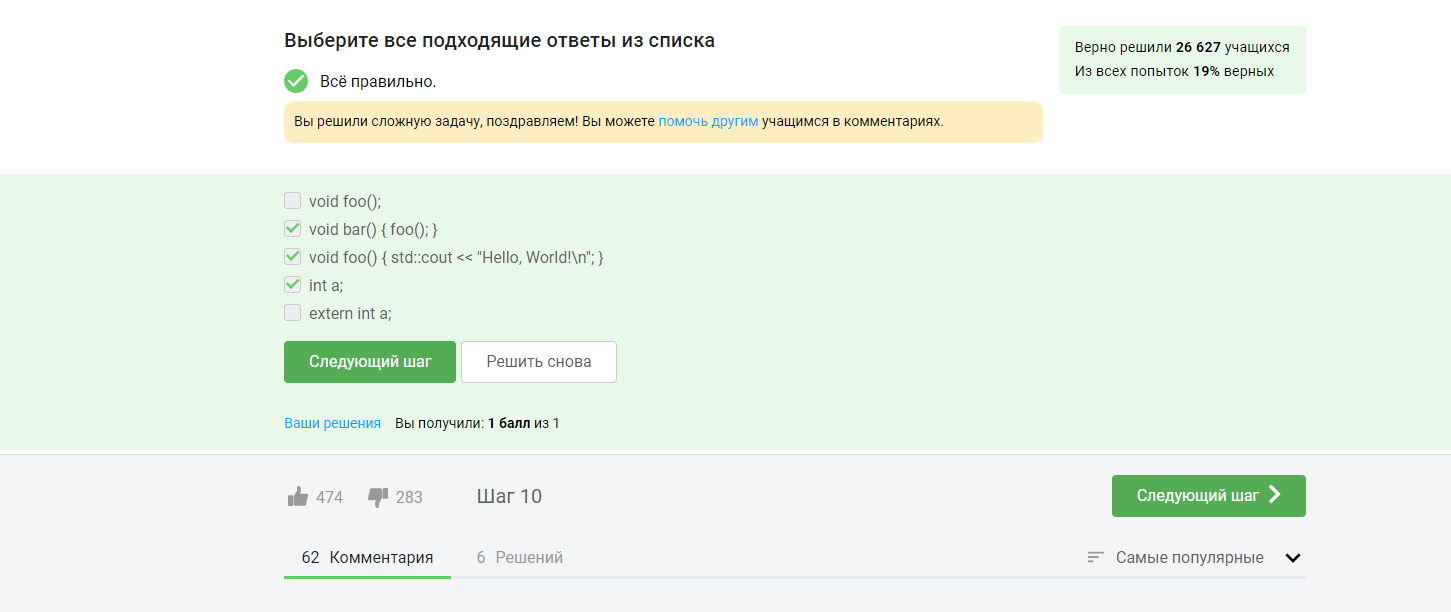 Выберите все подходящие ответы из списка
Верно решили 26 627 учащихся
Из всех попыток 19% верных
Всё правильно.
Вы решили сложную задачу, поздравляем! Вы можете помочь другим учащимся в комментариях.
void foo();
void bar() { foo(); }
void foo() { std::cout << "Hello, World!\n"; }
int a;
extern int a;
Следующий шаг
Решить снова
Ваши решения Вы получили: 1 балл из 1
474 283 Шаг 10
Следующий шаг
62 Комментария 6 Решений
Самые популярные